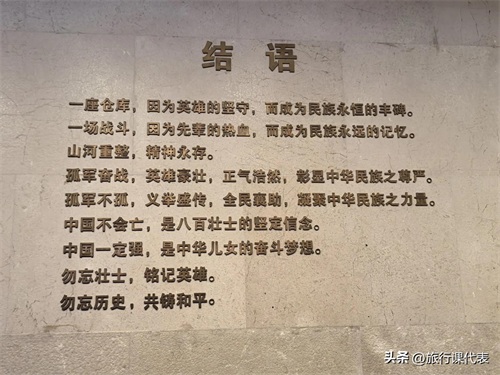 结 语
一座仓库，因为英雄的坚守，而成为民族永恒的丰碑。
一场战斗，因为先辈的热血，而成为民族永远的记忆。
山河重整，精神永存。
孤军奋战，英雄豪壮，正气浩然，彰显中华民族之尊严。
孤军不孤，义举盛传，全民襄助，凝聚中华民族之力量。
中国不会亡，是八百壮士的坚定信念。
中国一定强，是中华儿女的奋斗梦想。
勿忘壮士，铭记英雄。
勿忘历史，共铸和平。
头条 @旅行课代表